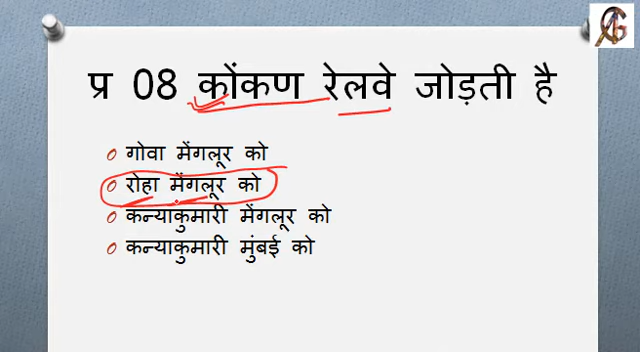 प्र 08 कोंकण रेलवे जोड़ती है
गोवा मेंगलूर को
रोहा मेंगलूर को
कन्याकुमारी मेंगलूर को
कन्याकुमारी मुंबई को